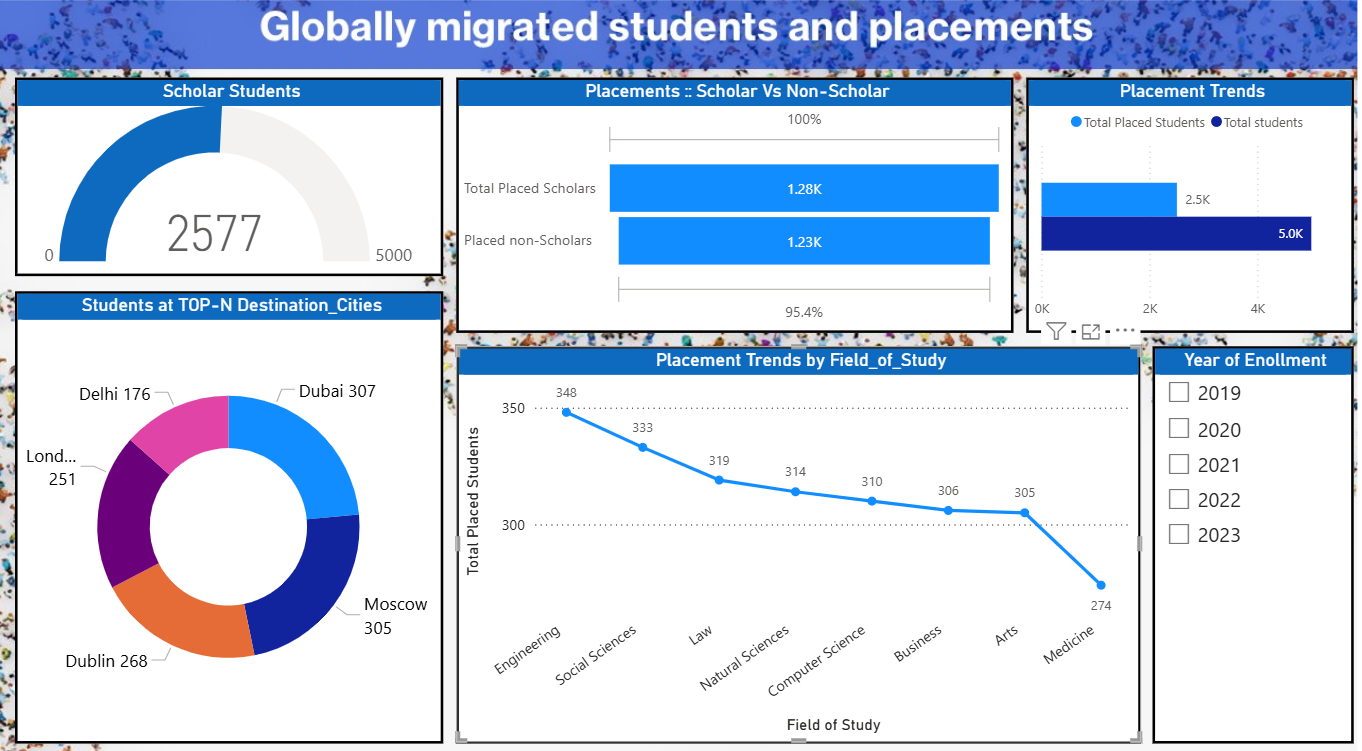 Globally migrated students and placements
Scholar Students
2577
0
5000
Placements :: Scholar Vs Non-Scholar
100%
Total Placed Scholars
1.28K
Placed non-Scholars
1.23K
95.4%
Placement Trends
Total Placed Students Total students
2.5K
5.0K
0K 2K 4K
Students at TOP-N Destination_Cities
Delhi 176
Dubai 307
Lond...
251
Moscow
305
Dublin 268
Placement Trends by Field_of_Study
Total Placed Students
350
300
348
333
319
314
310
306
305
274
Engineering
Social Sciences
Law
Natural Sciences
Computer Science
Business
Arts
Medicine
Field of Study
Year of Enollment
2019
2020
2021
2022
2023